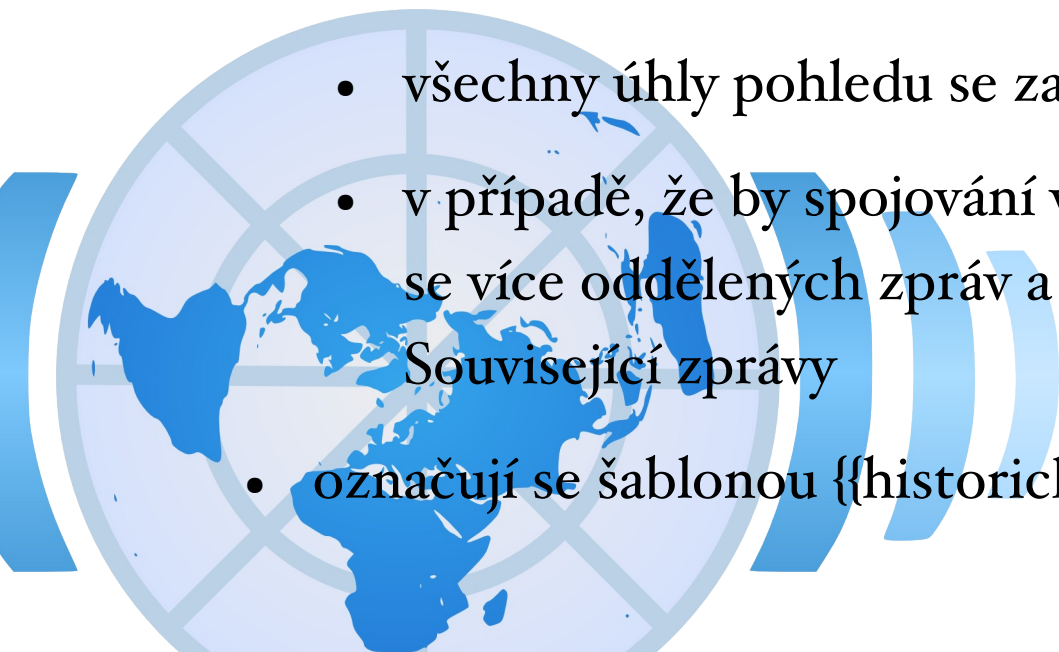 • všechny úhly pohledu se za
• v případě, že by spojování v
se více oddělených zpráv a
Související zprávy
• označují se šablonou {{historick